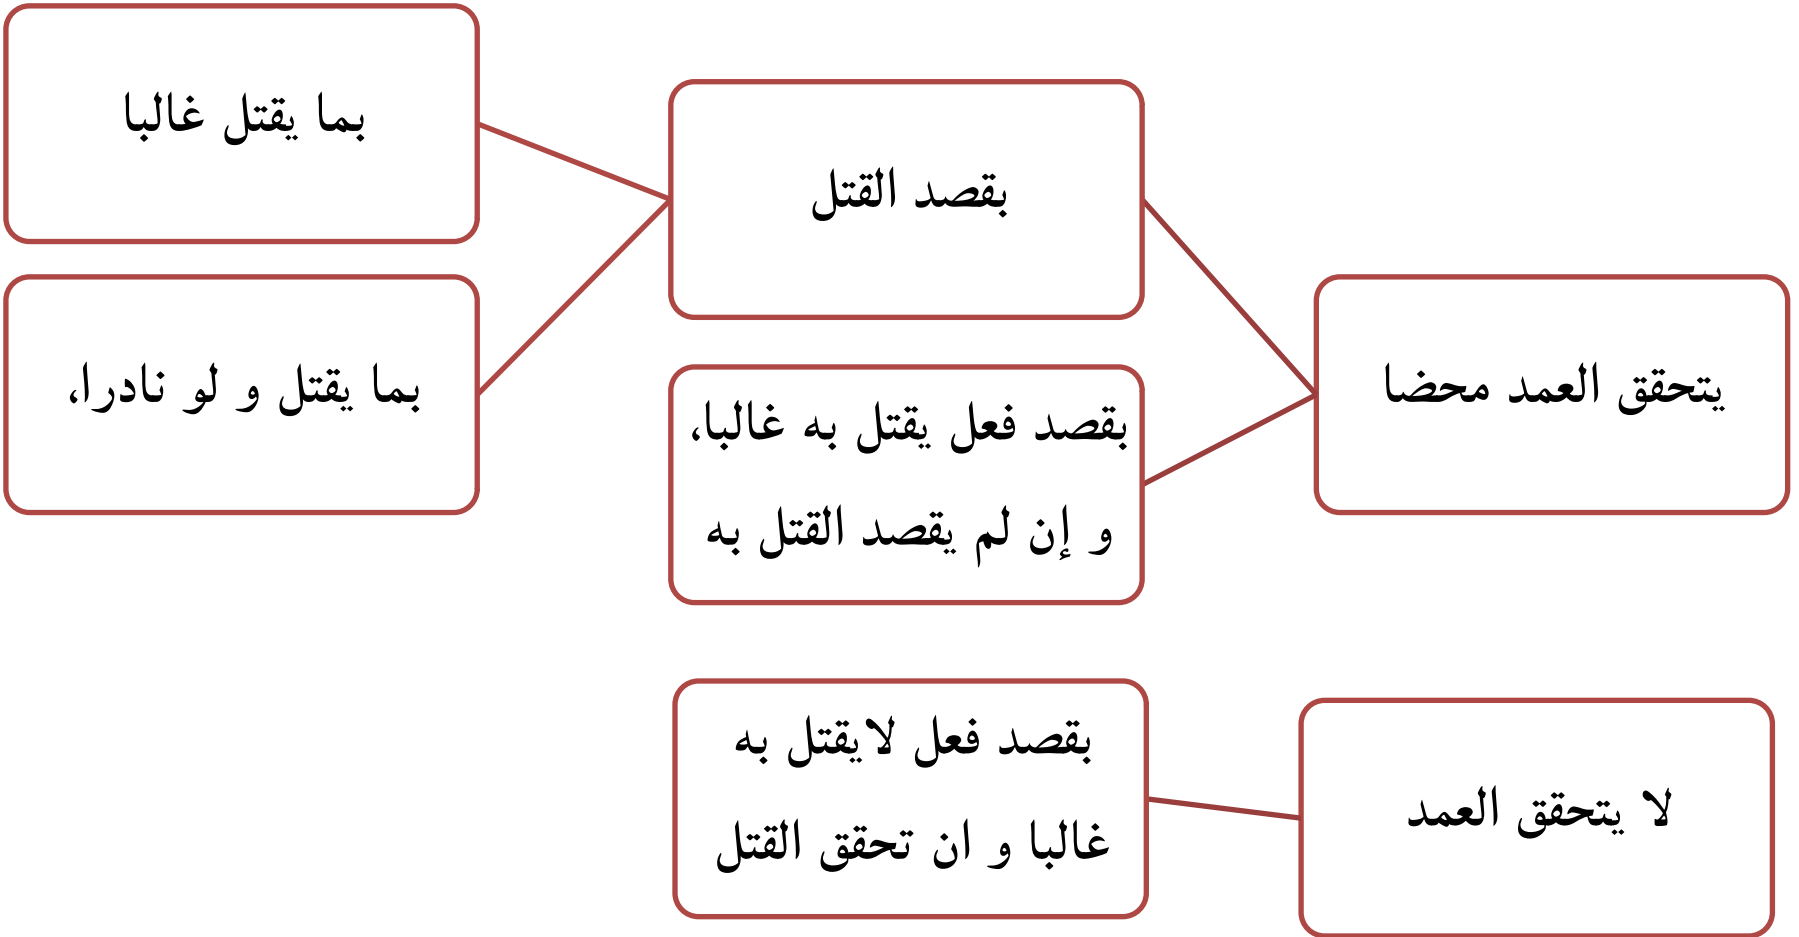 يتحقق العمد محضا
بقصد القتل
بما يقتل غالبا
بما يقتل و لو نادرا،
بقصد فعل يقتل به غالبا،
و إن لم يقصد القتل به
لا يتحقق العمد
بقصد فعل لايقتل به
غالبا و ان تحقق القتل